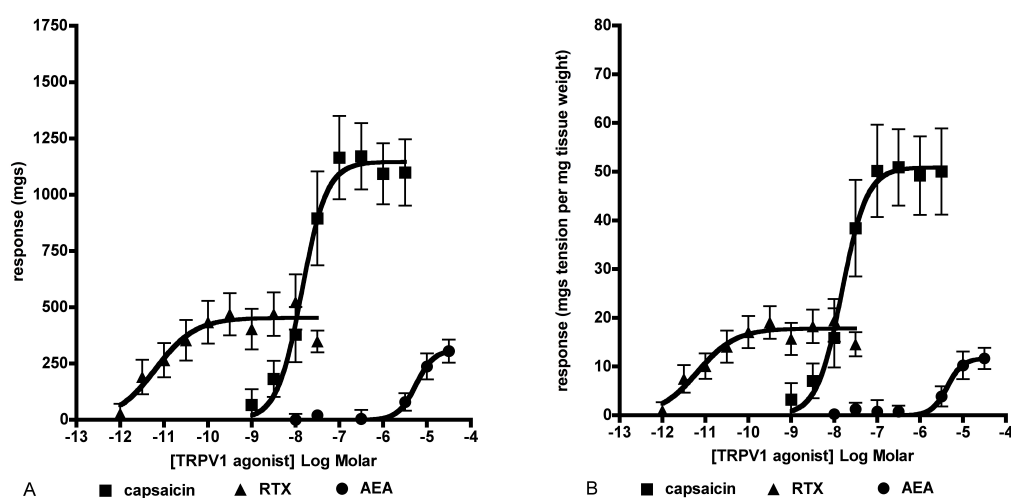 1750
1500
1250
1000
750
500
250
0
response (mgs)
-13 -12 -11 -10 -9 -8 -7 -6 -5 -4
[TRPV1 agonist] Log Molar
A ■ capsaicin ▲ RTX ● AEA
80
70
60
50
40
30
20
10
0
response (mgs tension per mg tissue weight)
-13 -12 -11 -10 -9 -8 -7 -6 -5 -4
[TRPV1 agonist] Log Molar
B ■ capsaicin ▲ RTX ● AEA